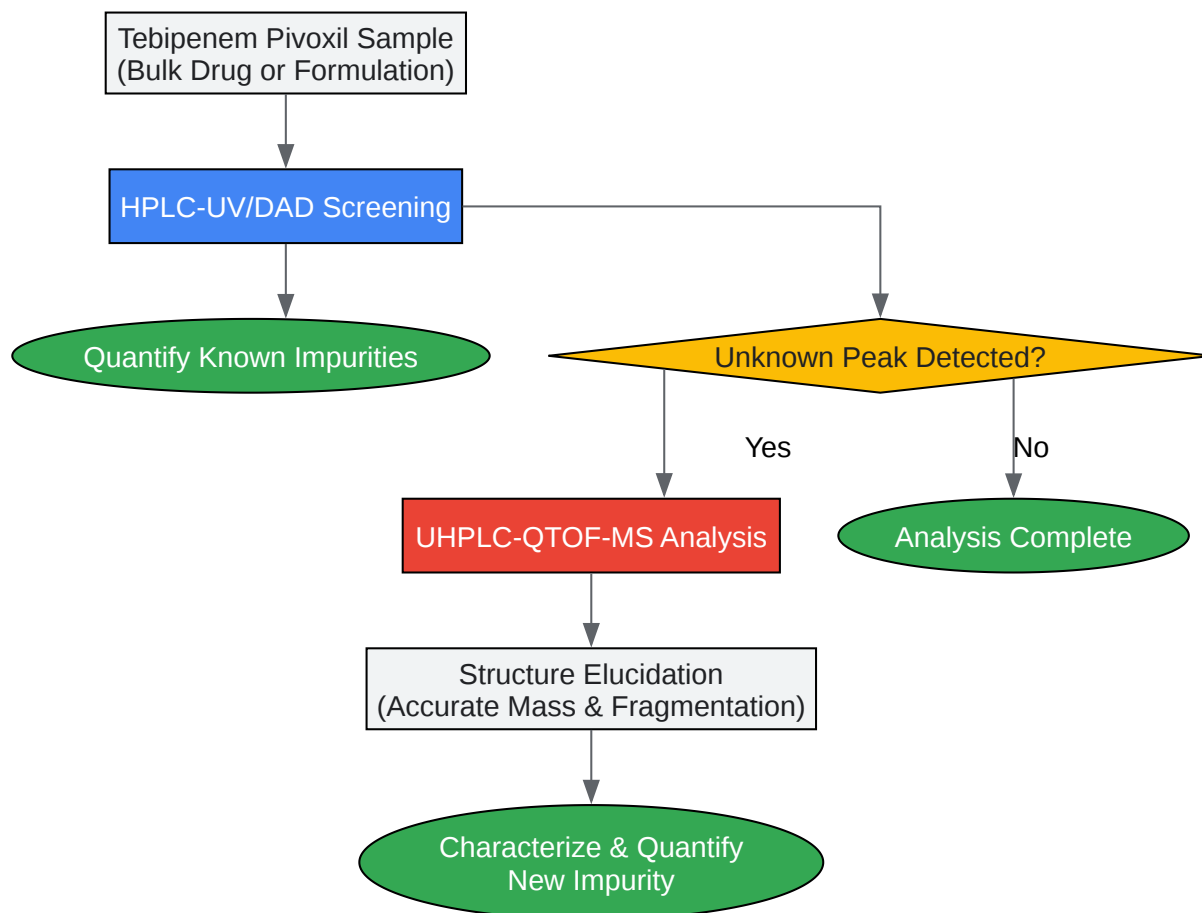 Tebipenem Pivoxil Sample
(Bulk Drug or Formulation)
HPLC-UV/DAD Screening
Quantify Known Impurities
Unknown Peak Detected?
Yes
No
UHPLC-QTOF-MS Analysis
Analysis Complete
Structure Elucidation
(Accurate Mass & Fragmentation)
Characterize & Quantify
New Impurity